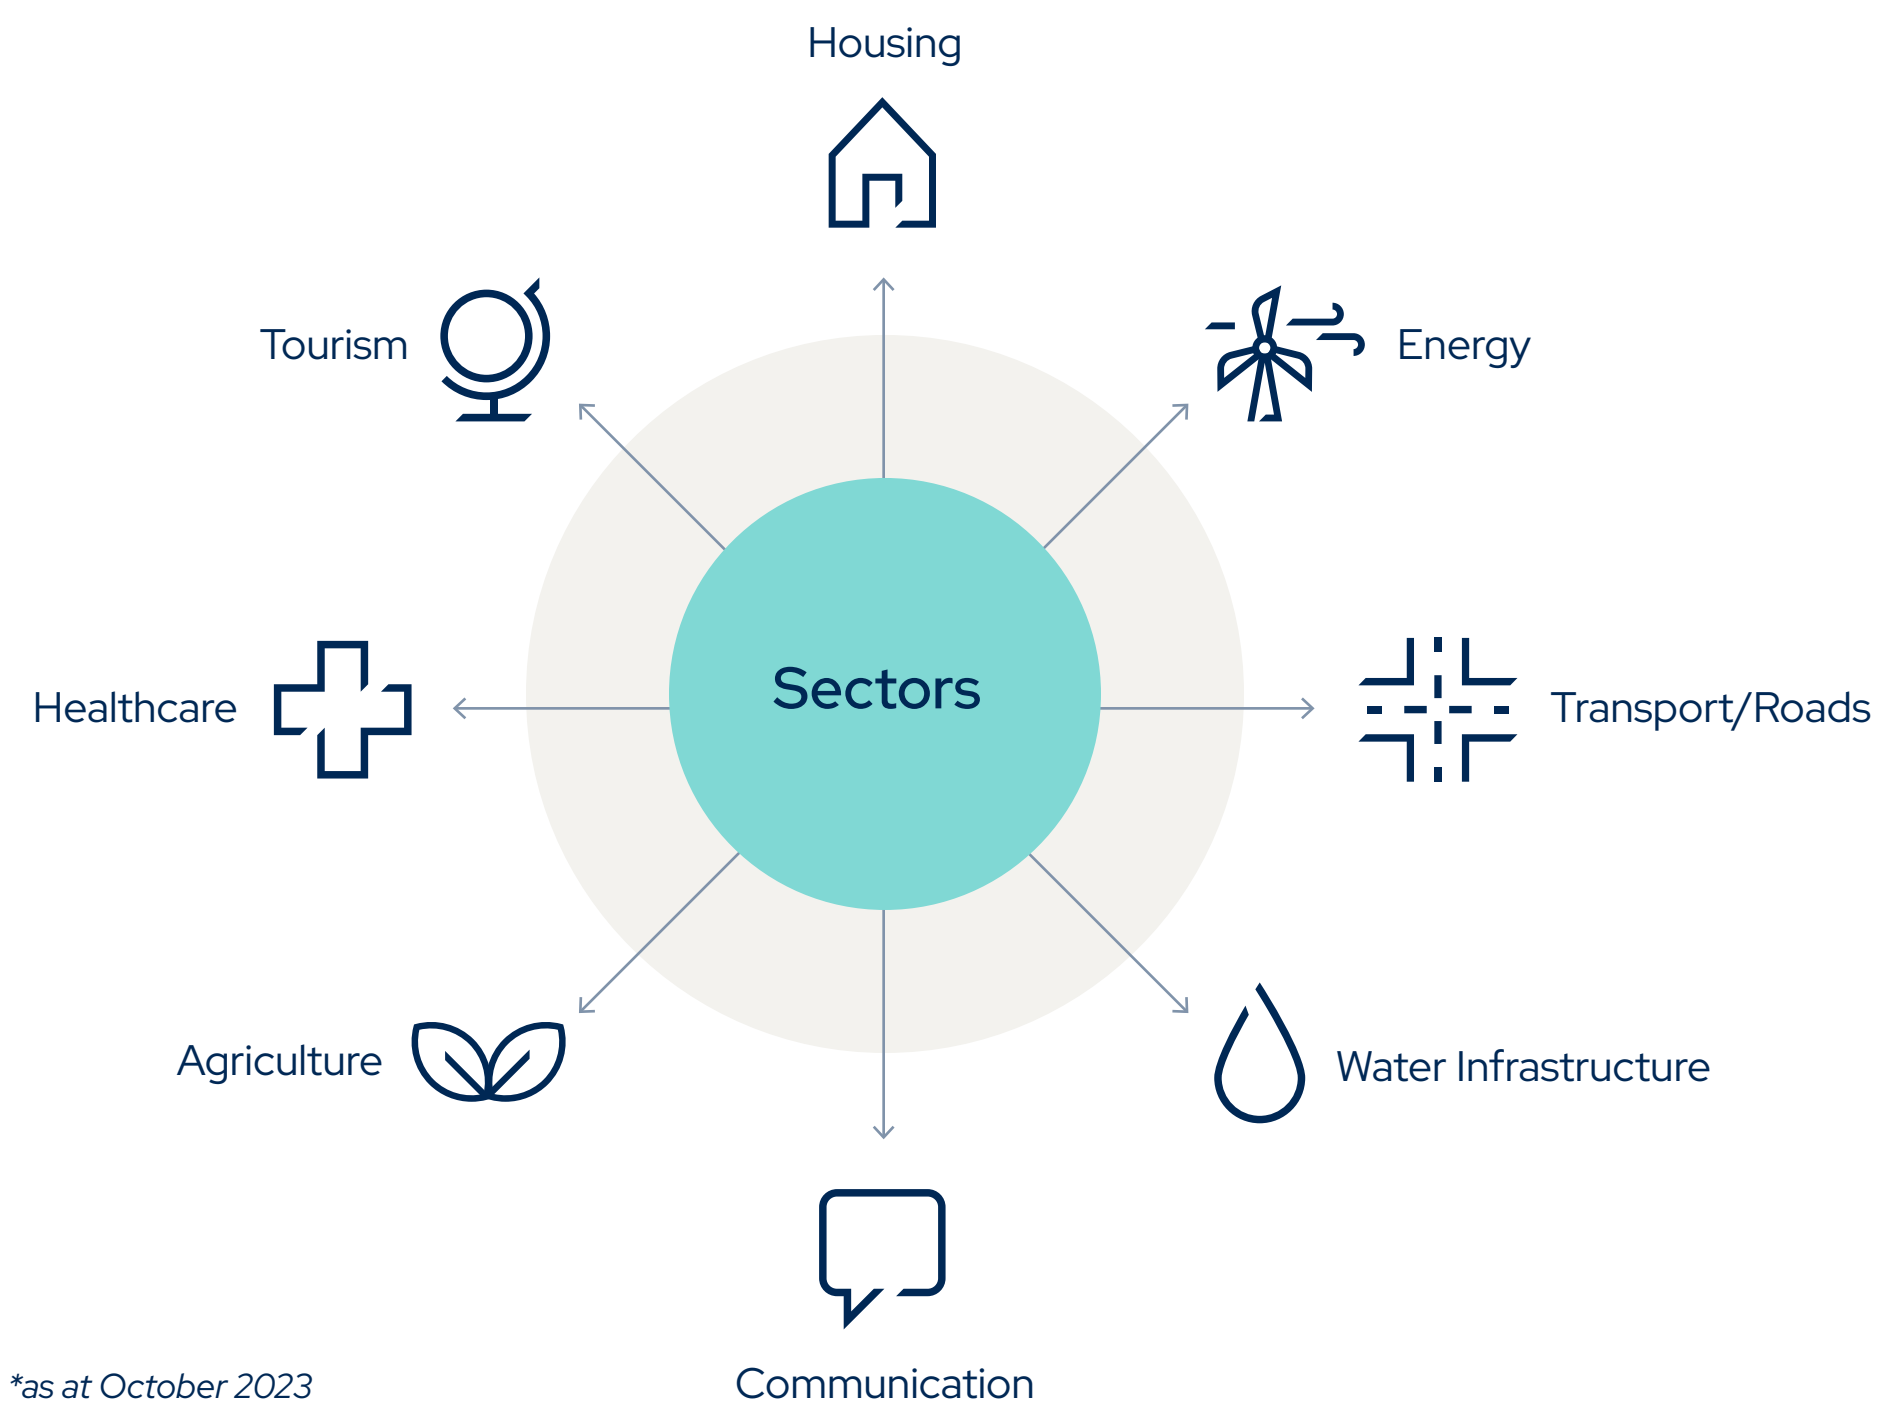 Housing
Tourism
Energy
Sectors
Healthcare
Transport/Roads
Agriculture
Water Infrastructure
Communication
*as at October 2023